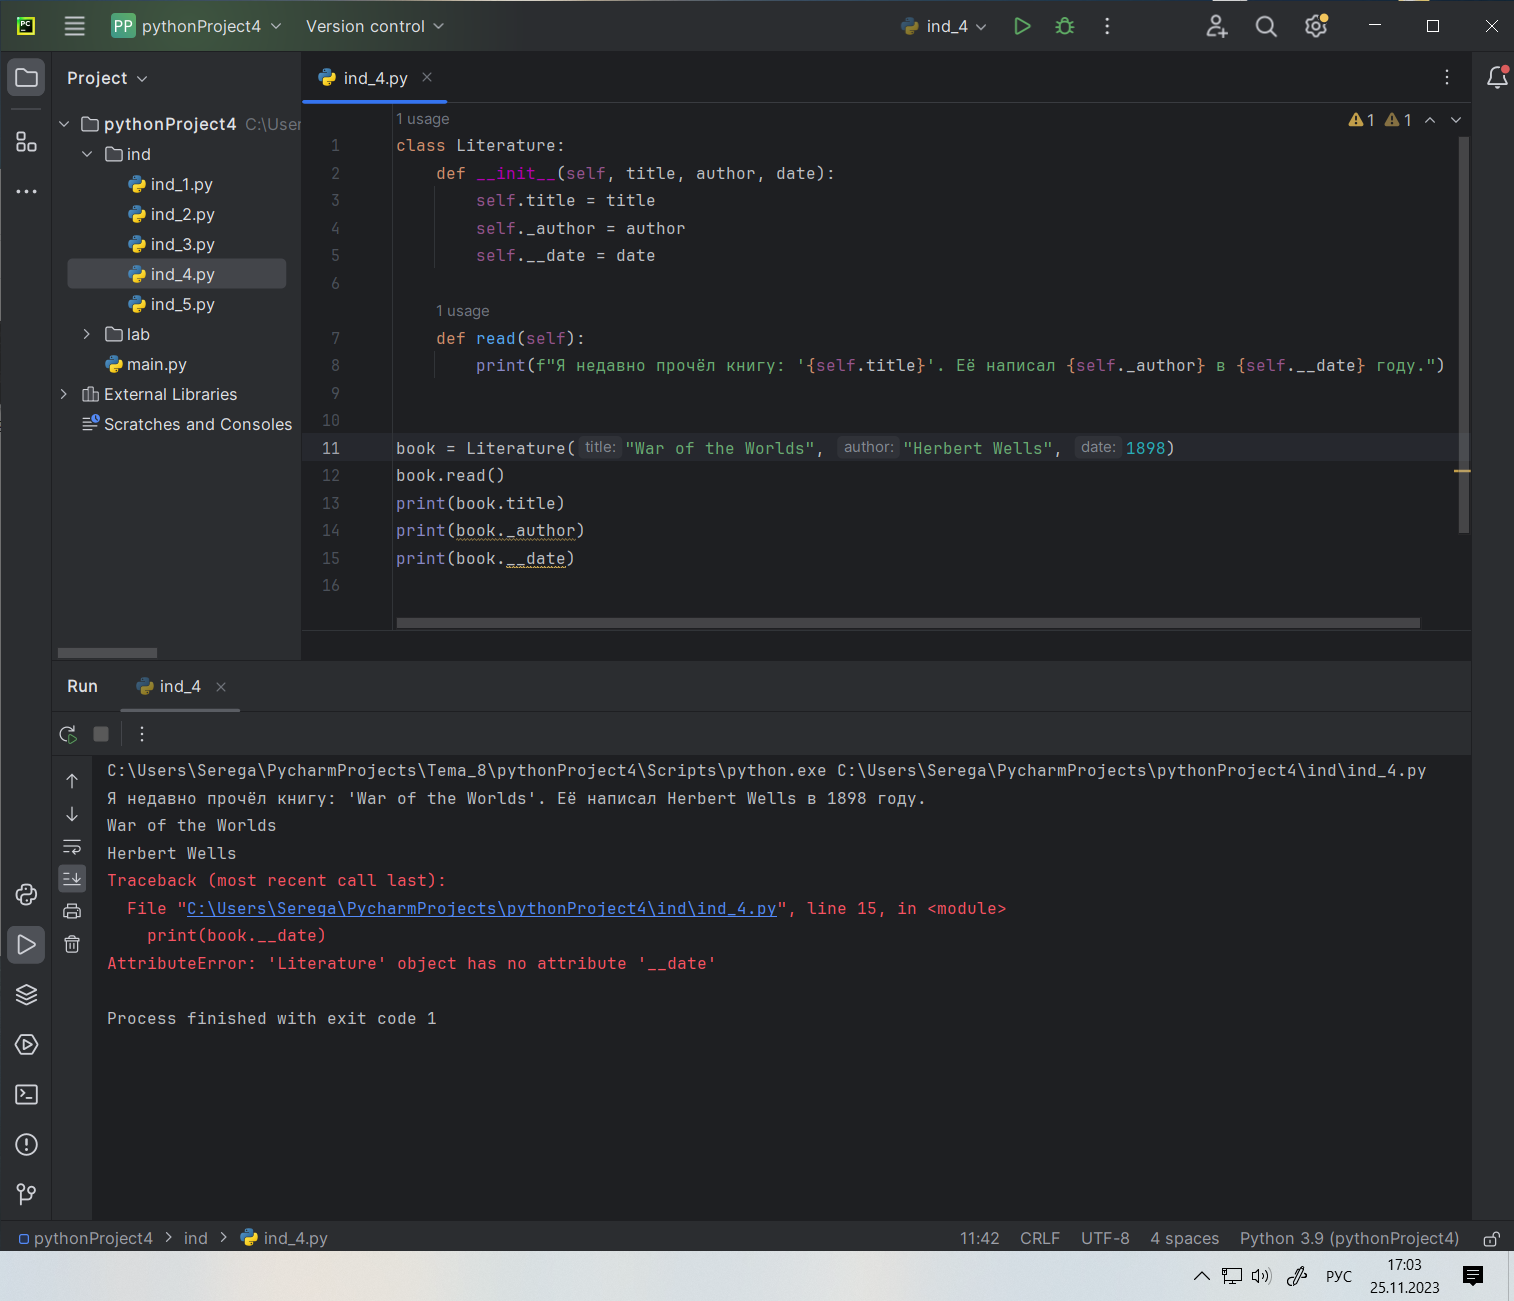 PC
PP pythonProject4 Version control ind_4
Project
ind_4.py
pythonProject4 C:\User
ind
ind_1.py
ind_2.py
ind_3.py
ind_4.py
ind_5.py
lab
main.py
External Libraries
Scratches and Consoles
1 usage
1 1
1 class Literature:
2 def __init__(self, title, author, date):
3 self.title = title
4 self._author = author
5 self.__date = date
6
1 usage
7 def read(self):
8 print(f"Я недавно прочёл книгу: '{self.title}'. Её написал {self._author} в {self.__date} году.")
9
10
11 book = Literature( title: "War of the Worlds", author: "Herbert Wells", date: 1898)
12 book.read()
13 print(book.title)
14 print(book._author)
15 print(book.__date)
16
Run ind_4
C:\Users\Serega\PycharmProjects\Tema_8\pythonProject4\Scripts\python.exe C:\Users\Serega\PycharmProjects\pythonProject4\ind\ind_4.py
Я недавно прочёл книгу: 'War of the Worlds'. Её написал Herbert Wells в 1898 году.
War of the Worlds
Herbert Wells
Traceback (most recent call last):
File "C:\Users\Serega\PycharmProjects\pythonProject4\ind\ind_4.py", line 15, in <module>
print(book.__date)
AttributeError: 'Literature' object has no attribute '__date'
Process finished with exit code 1
pythonProject4 > ind > ind_4.py
11:42 CRLF UTF-8 4 spaces Python 3.9 (pythonProject4)
РУС
17:03
25.11.2023